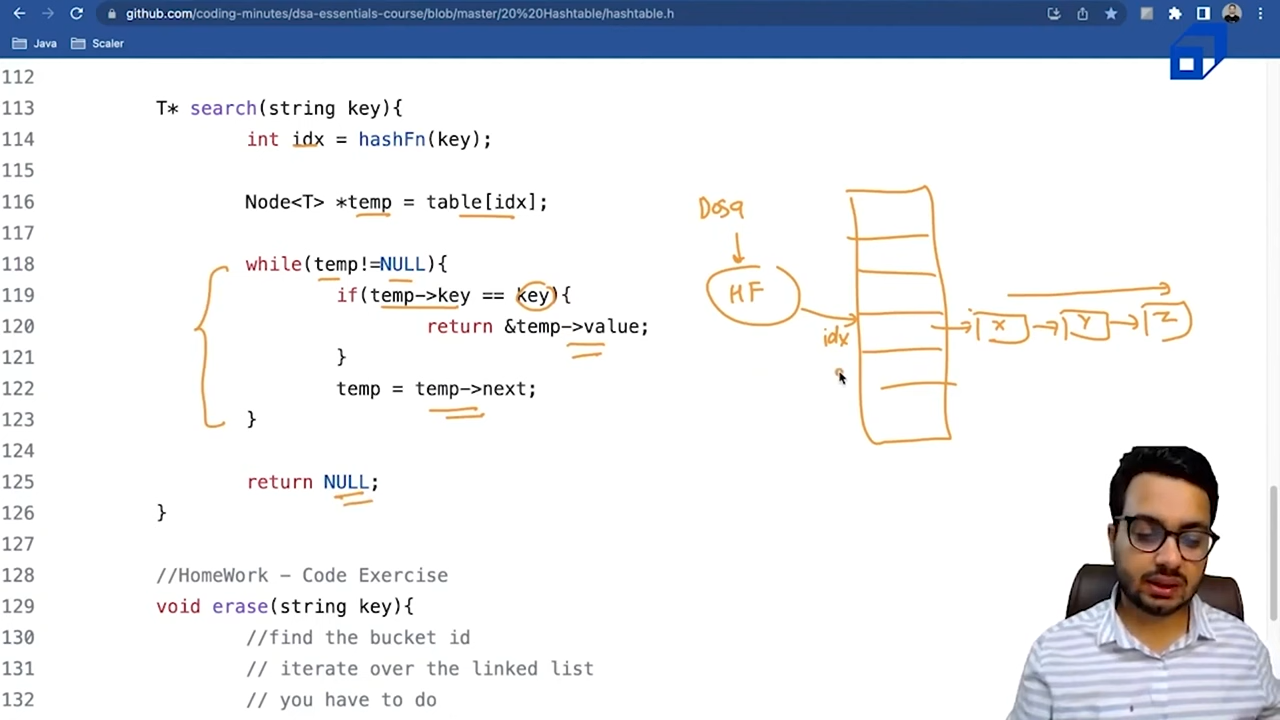 github.com/coding-minutes/dsa-essentials-course/blob/master/20%20Hashtable/hashtable.h
Java Scaler
112
113 T* search(string key){
114 int idx = hashFn(key);
115
116 Node<T> *temp = table[idx];
117
118 while(temp!=NULL){
119 if(temp->key == key){
120 return &temp->value;
121 }
122 temp = temp->next;
123 }
124
125 return NULL;
126 }
127
128 //HomeWork - Code Exercise
129 void erase(string key){
130 //find the bucket id
131 // iterate over the linked list
132 // you have to do
Dosa
HF
idx
X Y Z